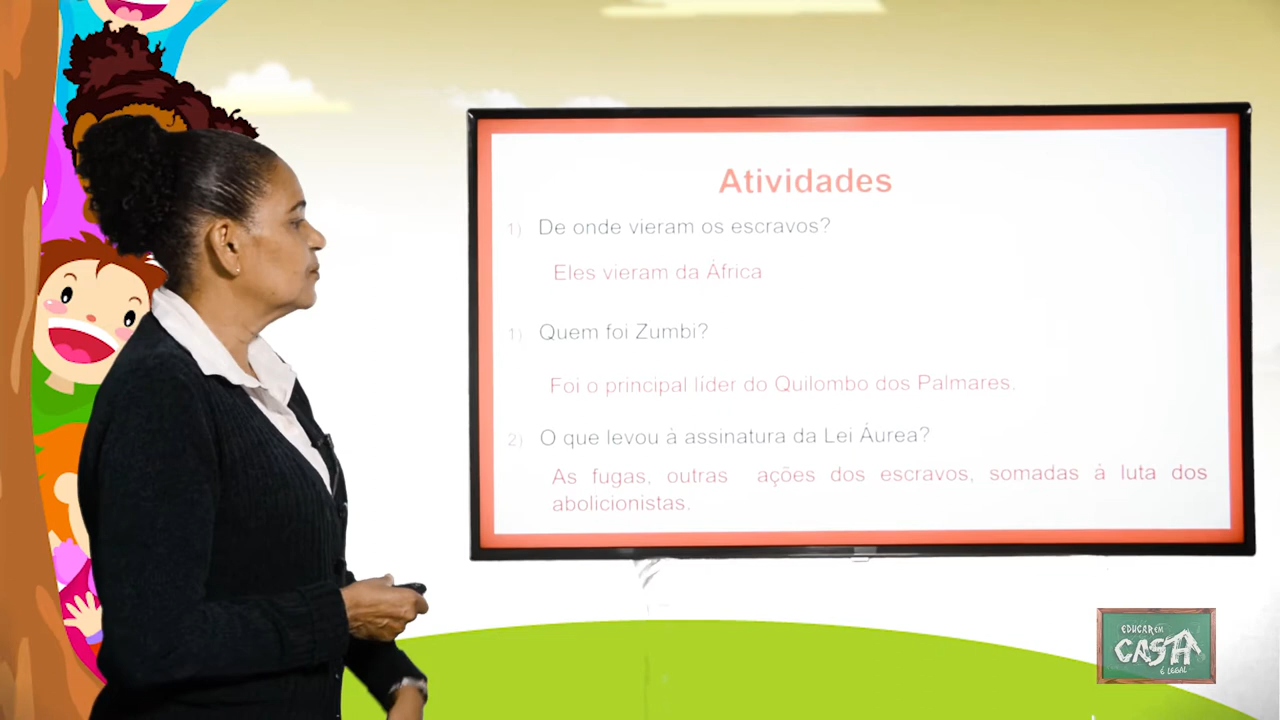 Atividades
1) De onde vieram os escravos?
Eles vieram da África
1) Quem foi Zumbi?
Foi o principal líder do Quilombo dos Palmares.
2) O que levou à assinatura da Lei Áurea?
As fugas, outras ações dos escravos, somadas à luta dos
abolicionistas.
EDUCAR EM
CASA
É LEGAL